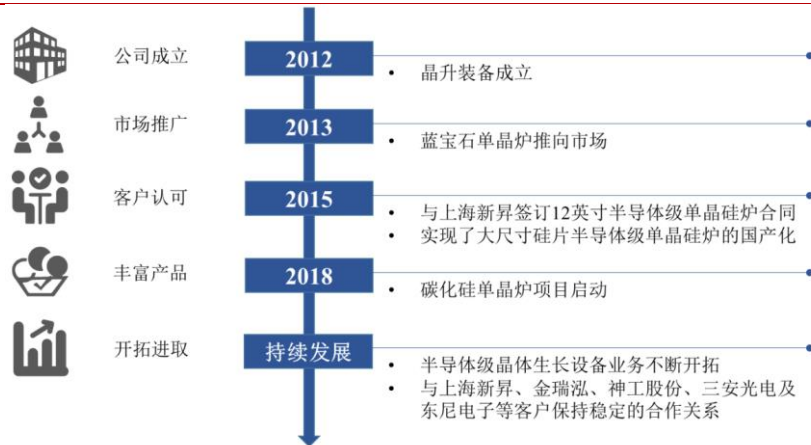 公司成立
2012
• 晶升装备成立
市场推广
2013
• 蓝宝石单晶炉推向市场
客户认可
2015
• 与上海新昇签订12英寸半导体级单晶硅炉合同
• 实现了大尺寸硅片半导体级单晶硅炉的国产化
丰富产品
2018
• 碳化硅单晶炉项目启动
开拓进取
持续发展
• 半导体级晶体生长设备业务不断开拓
• 与上海新昇、金瑞泓、神工股份、三安光电及
东尼电子等客户保持稳定的合作关系